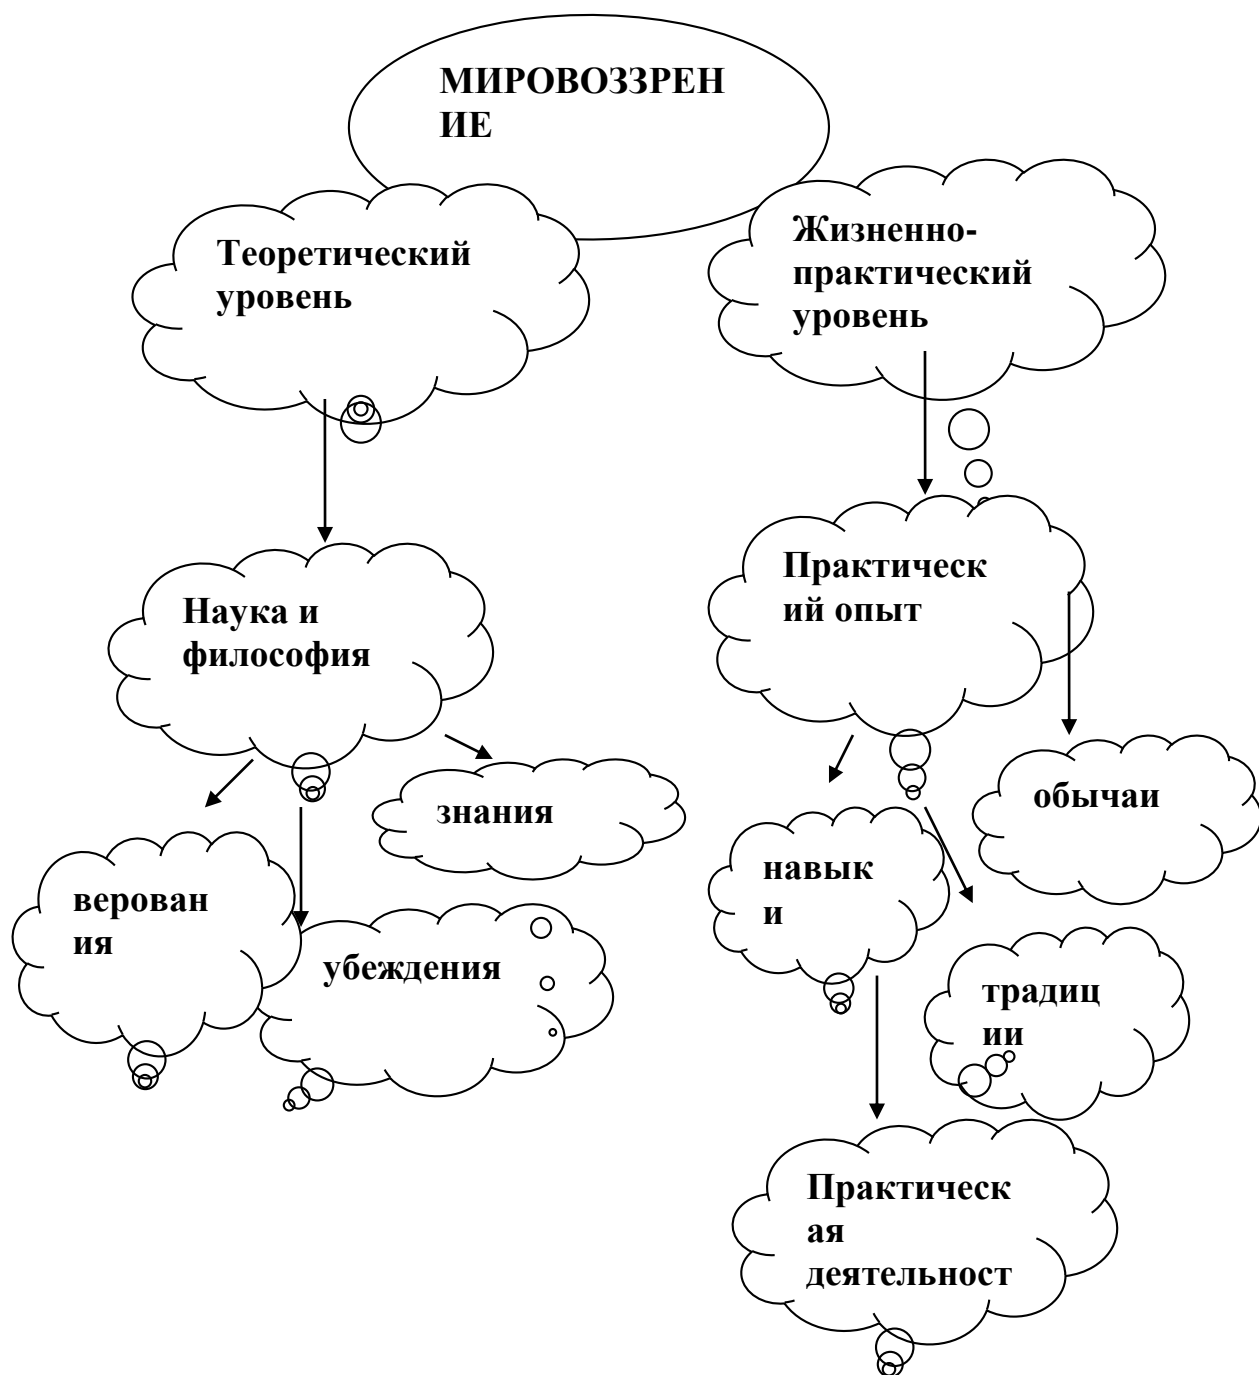 МИРОВОЗЗРЕН
ИЕ
Теоретический
уровень
Жизненно-
практический
уровень
Наука и
философия
Практическ
ий опыт
знания
обычаи
верован
ия
убеждения
навык
и
традиц
ии
Практическ
ая
деятельност